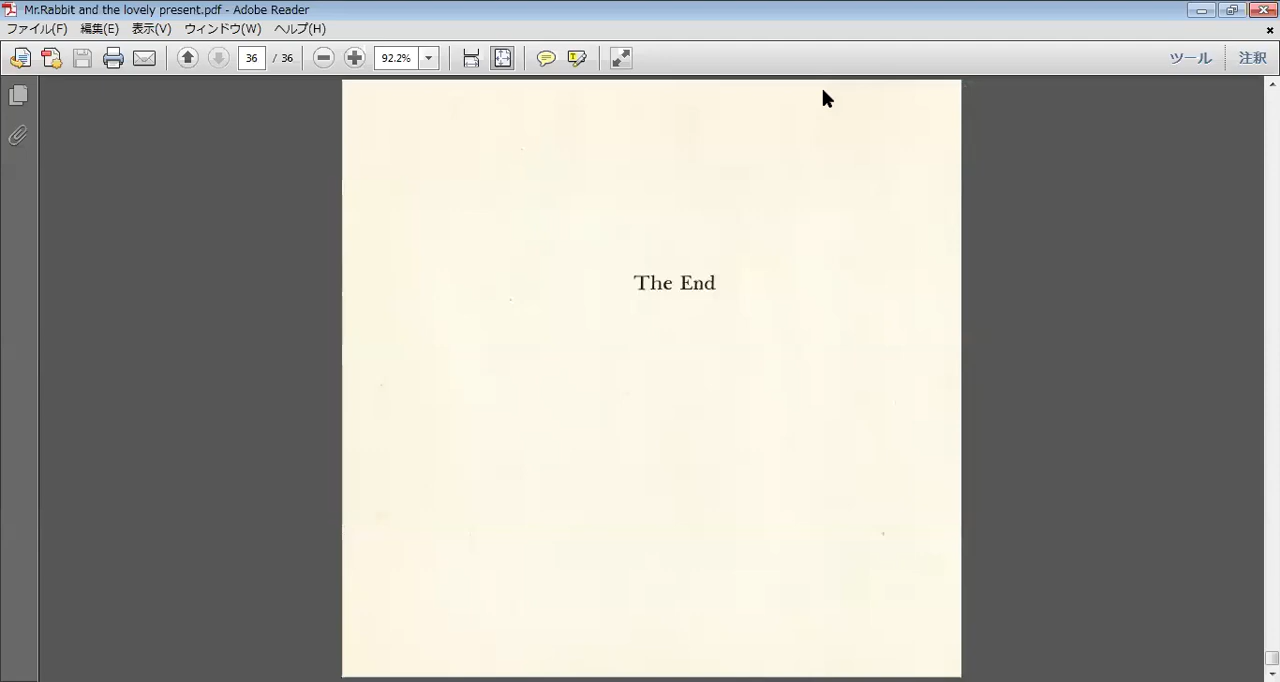 Mr.Rabbit and the lovely present.pdf - Adobe Reader
ファイル(F) 編集(E) 表示(V) ウィンドウ(W) ヘルプ(H)
36 / 36 92.2% ツール 注釈
The End